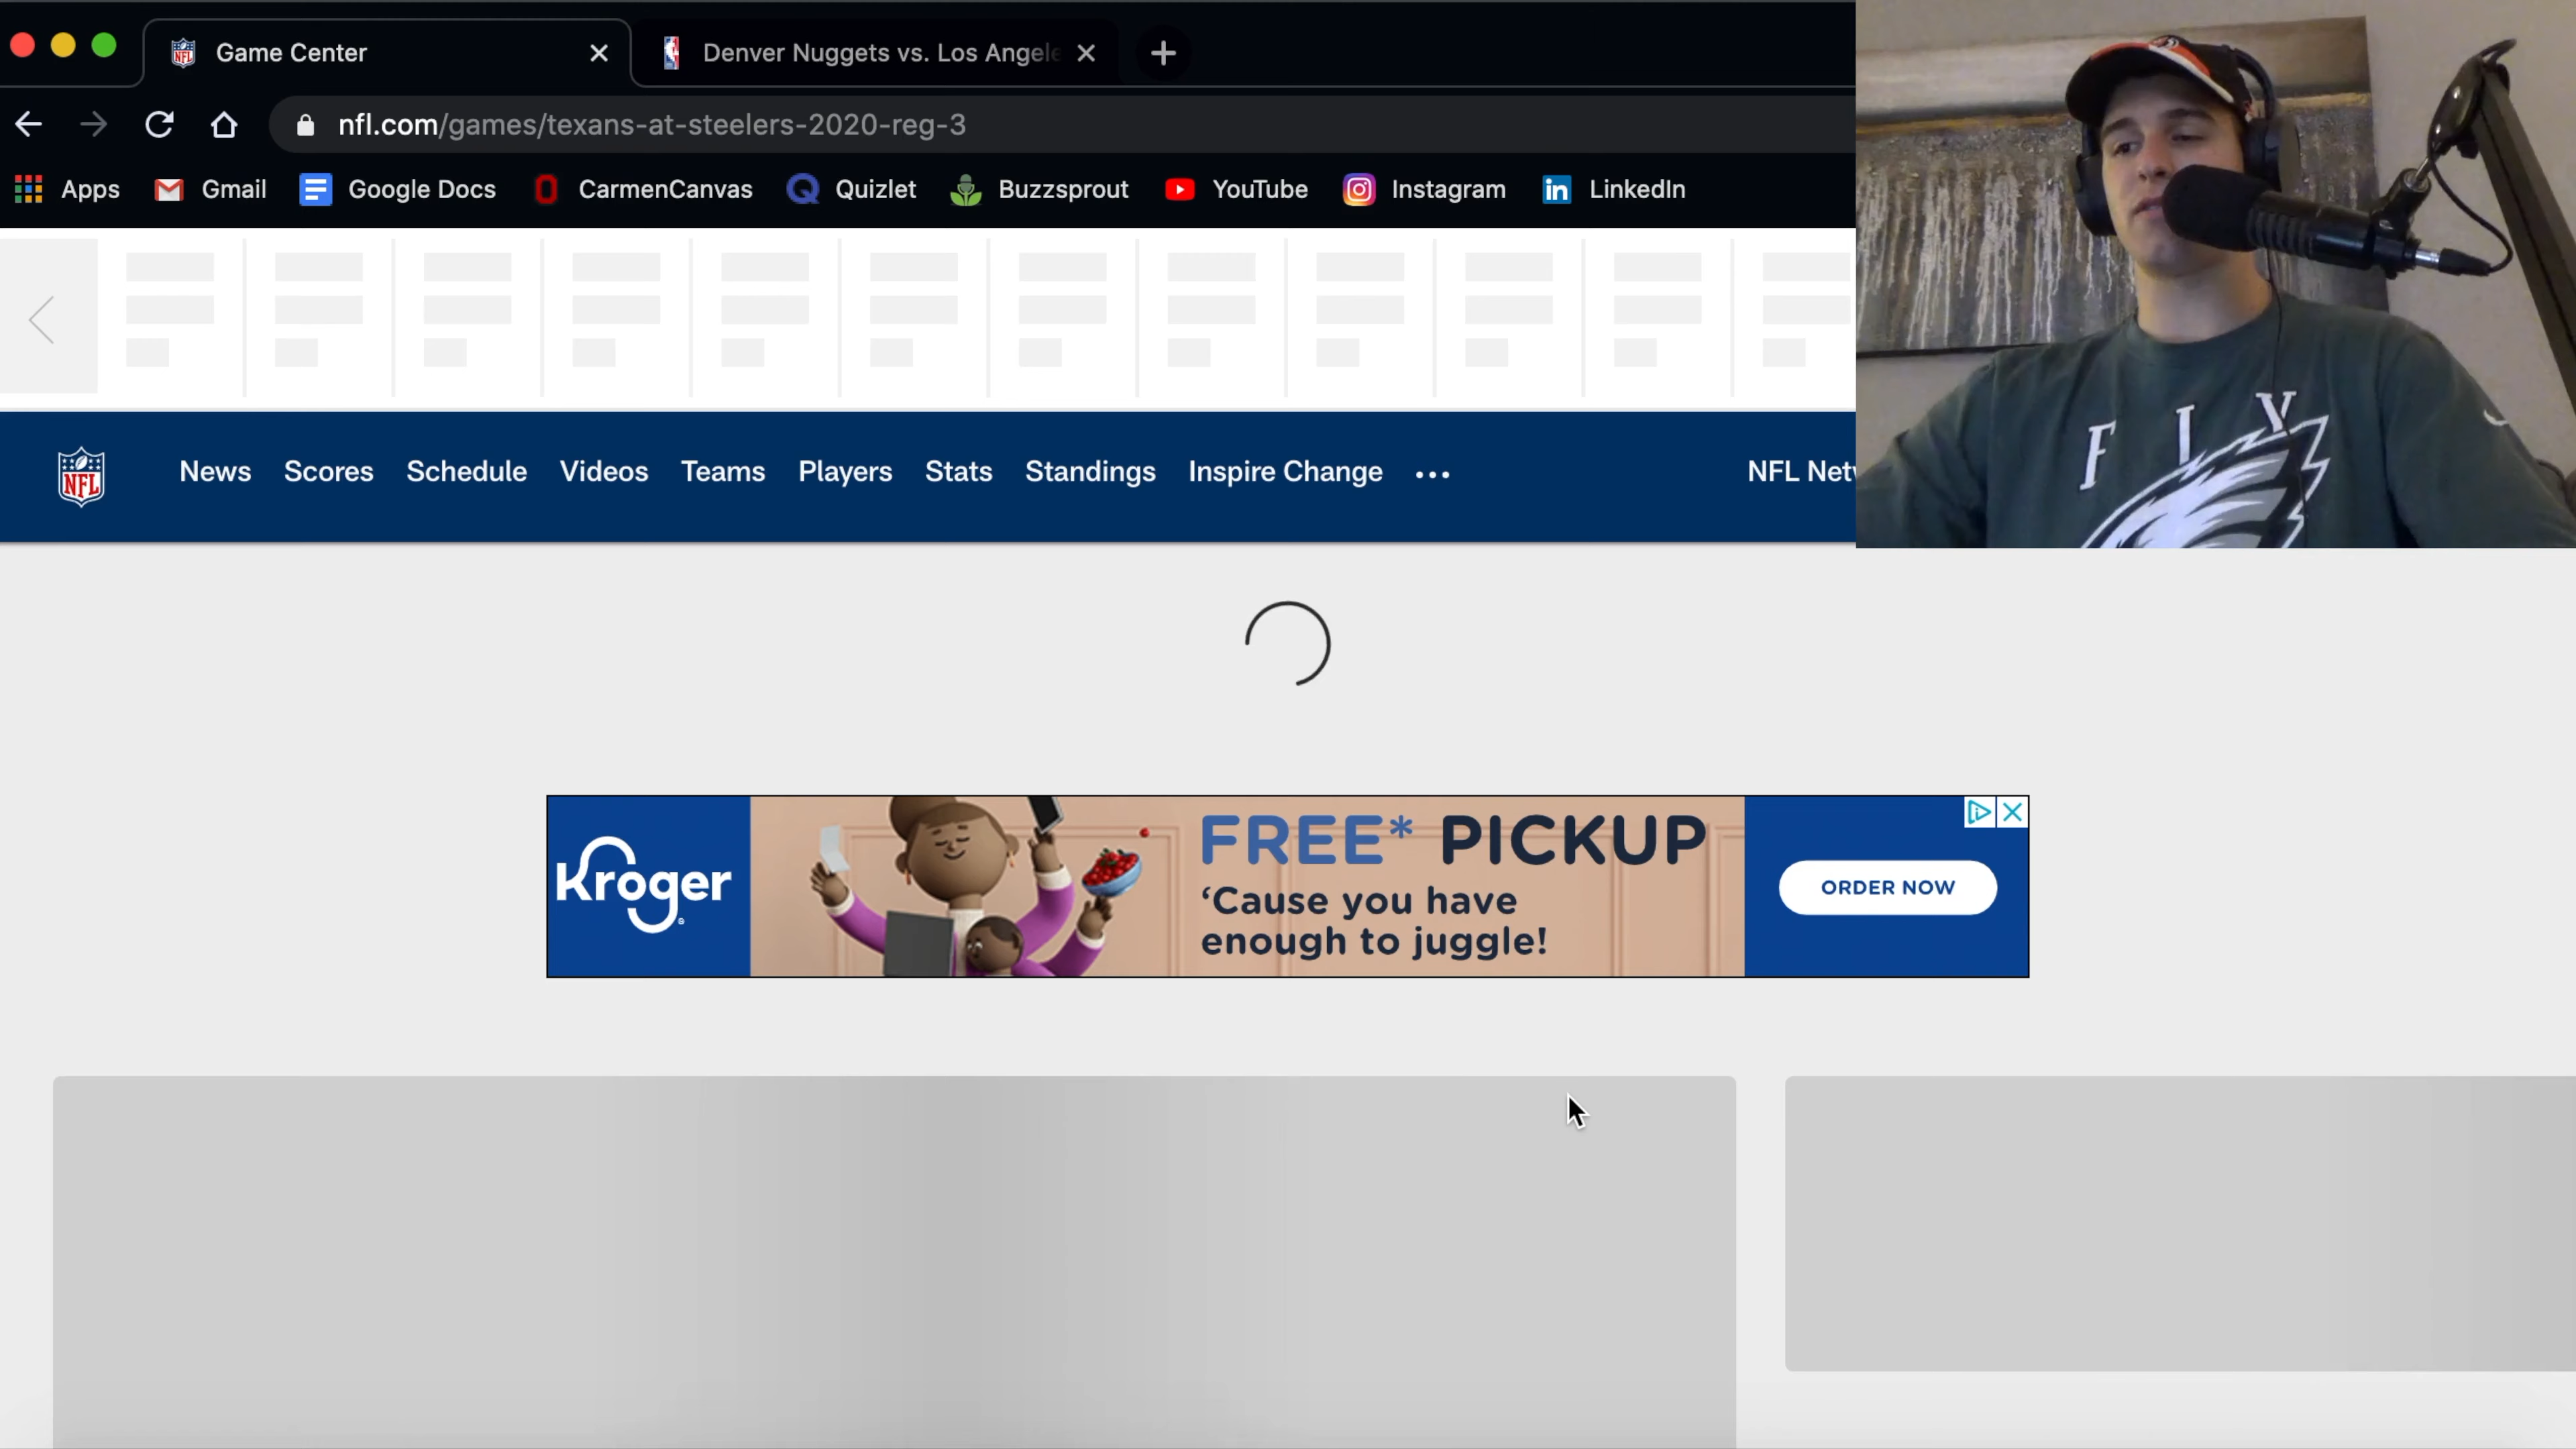 Game Center
Denver Nuggets vs. Los Angele
nfl.com/games/texans-at-steelers-2020-reg-3
Apps Gmail Google Docs CarmenCanvas Quizlet Buzzsprout YouTube Instagram LinkedIn
NFL News Scores Schedule Videos Teams Players Stats Standings Inspire Change ••• NFL Netw
FLY
Kroger
FREE* PICKUP
‘Cause you have
enough to juggle!
ORDER NOW